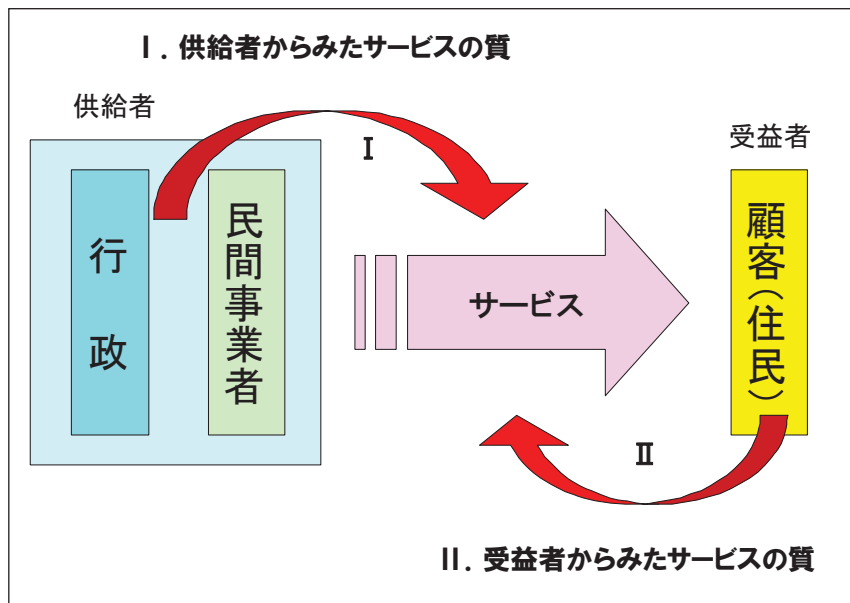 Ⅰ. 供給者からみたサービスの質
供給者
Ⅰ
受益者
行政
民間事業者
サービス
顧客(住民)
Ⅱ
Ⅱ. 受益者からみたサービスの質